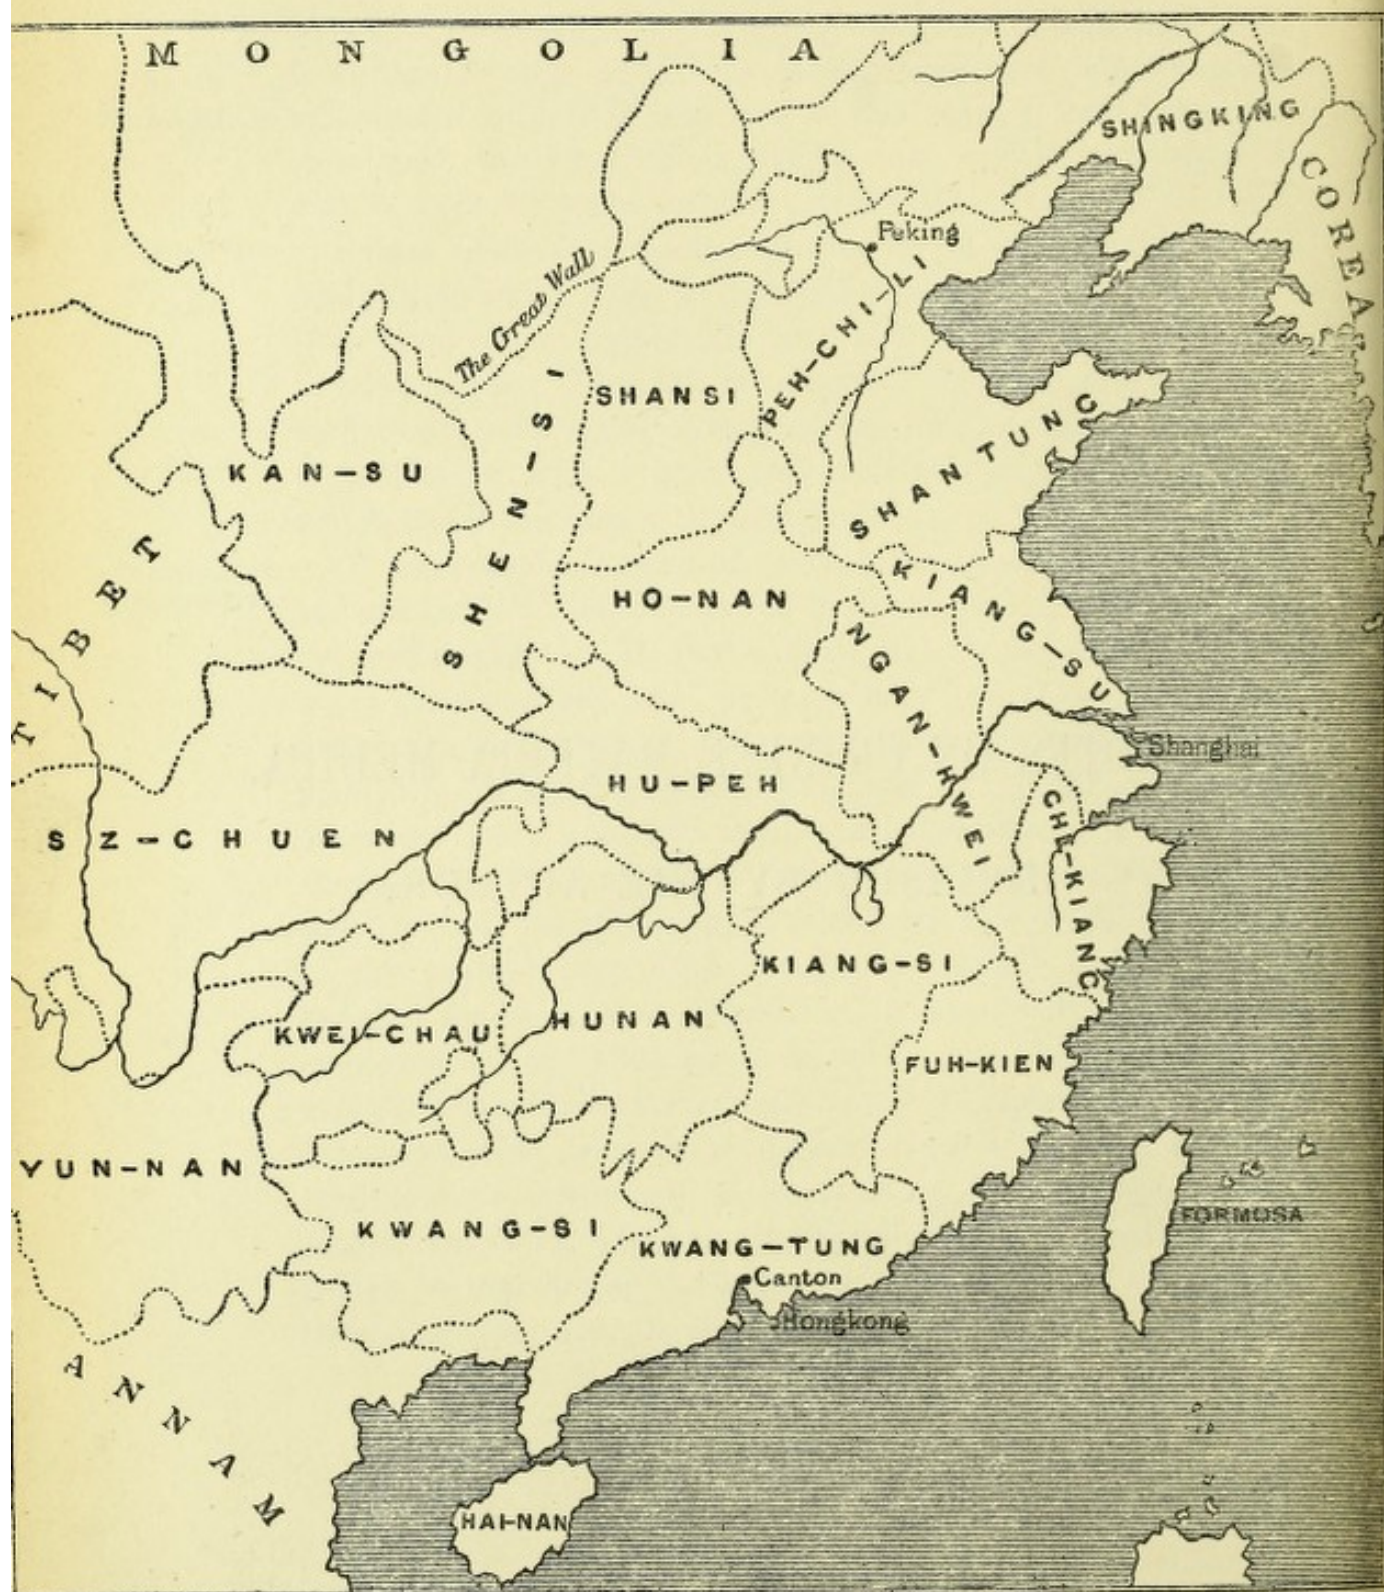 MONGOLIA
SHINGKING
COREA
Peking
The Great Wall
PEH-CHI-LI
SHANSI
SHANTUNG
KAN-SU
SHEN-SI
TIBET
HO-NAN
KIANG-SU
NGAN-HWEI
Shanghai
HU-PEH
SZ-CHUEN
CHE-KIANG
KIANG-SI
KWEI-CHAU
HUNAN
FUH-KIEN
YUN-NAN
FORMOSA
KWANG-SI
KWANG-TUNG
Canton
Hongkong
ANNAM
HAI-NAN